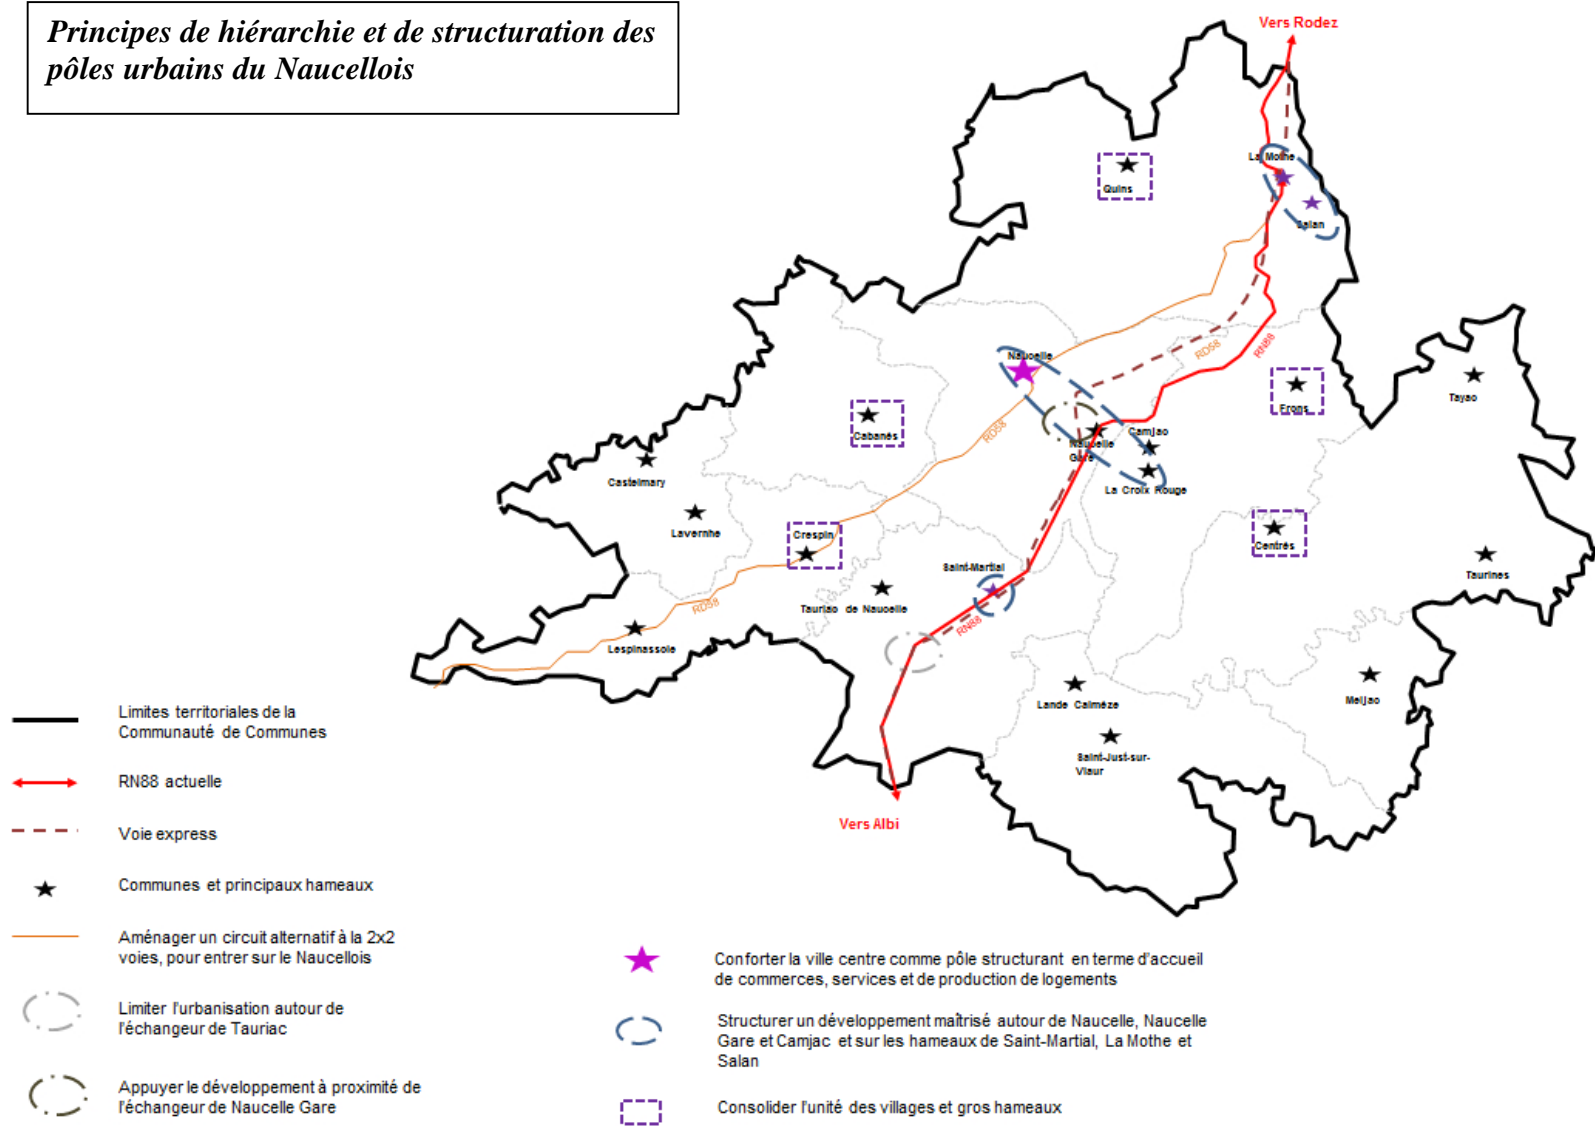 Principes de hiérarchie et de structuration des
pôles urbains du Naucellois
Vers Rodez
La Mothe
Quins
Salan
RD58
RN88
Naucelle
Frons
Tayac
Cabanès
RD58
Naucelle
Gare
Camjac
La Croix Rouge
Castelmary
Lavernhe
Crespin
Centrès
Saint-Martial
Taurines
Tauriac de Naucelle
RD58
RN88
Lespinassole
Lande Calmèze
Meljac
Saint-Just-sur-
Viaur
Vers Albi
Limites territoriales de la
Communauté de Communes
RN88 actuelle
Voie express
Communes et principaux hameaux
Aménager un circuit alternatif à la 2x2
voies, pour entrer sur le Naucellois
Limiter l'urbanisation autour de
l'échangeur de Tauriac
Appuyer le développement à proximité de
l'échangeur de Naucelle Gare
Conforter la ville centre comme pôle structurant en terme d'accueil
de commerces, services et de production de logements
Structurer un développement maîtrisé autour de Naucelle, Naucelle
Gare et Camjac et sur les hameaux de Saint-Martial, La Mothe et
Salan
Consolider l'unité des villages et gros hameaux